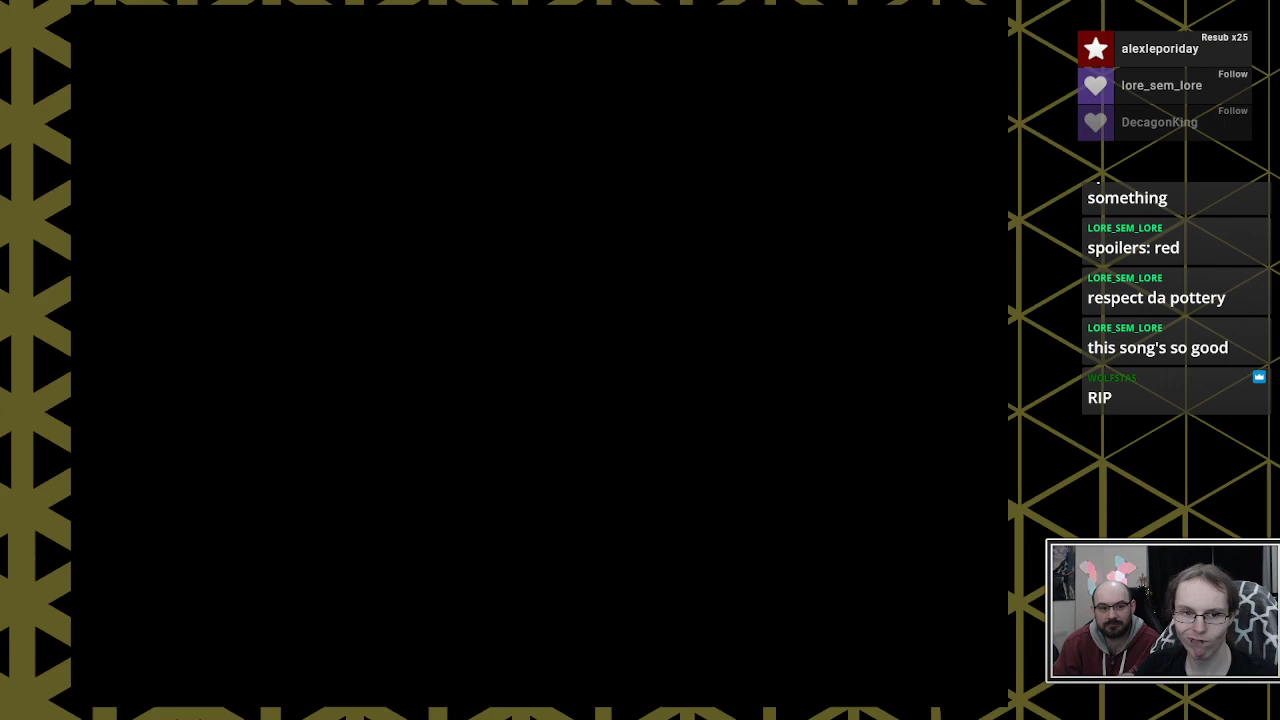 Resub x25
alexleporiday
Follow
lore_sem_lore
Follow
DecagonKing
something
LORE_SEM_LORE
spoilers: red
LORE_SEM_LORE
respect da pottery
LORE_SEM_LORE
this song's so good
WOLFSTAS
RIP